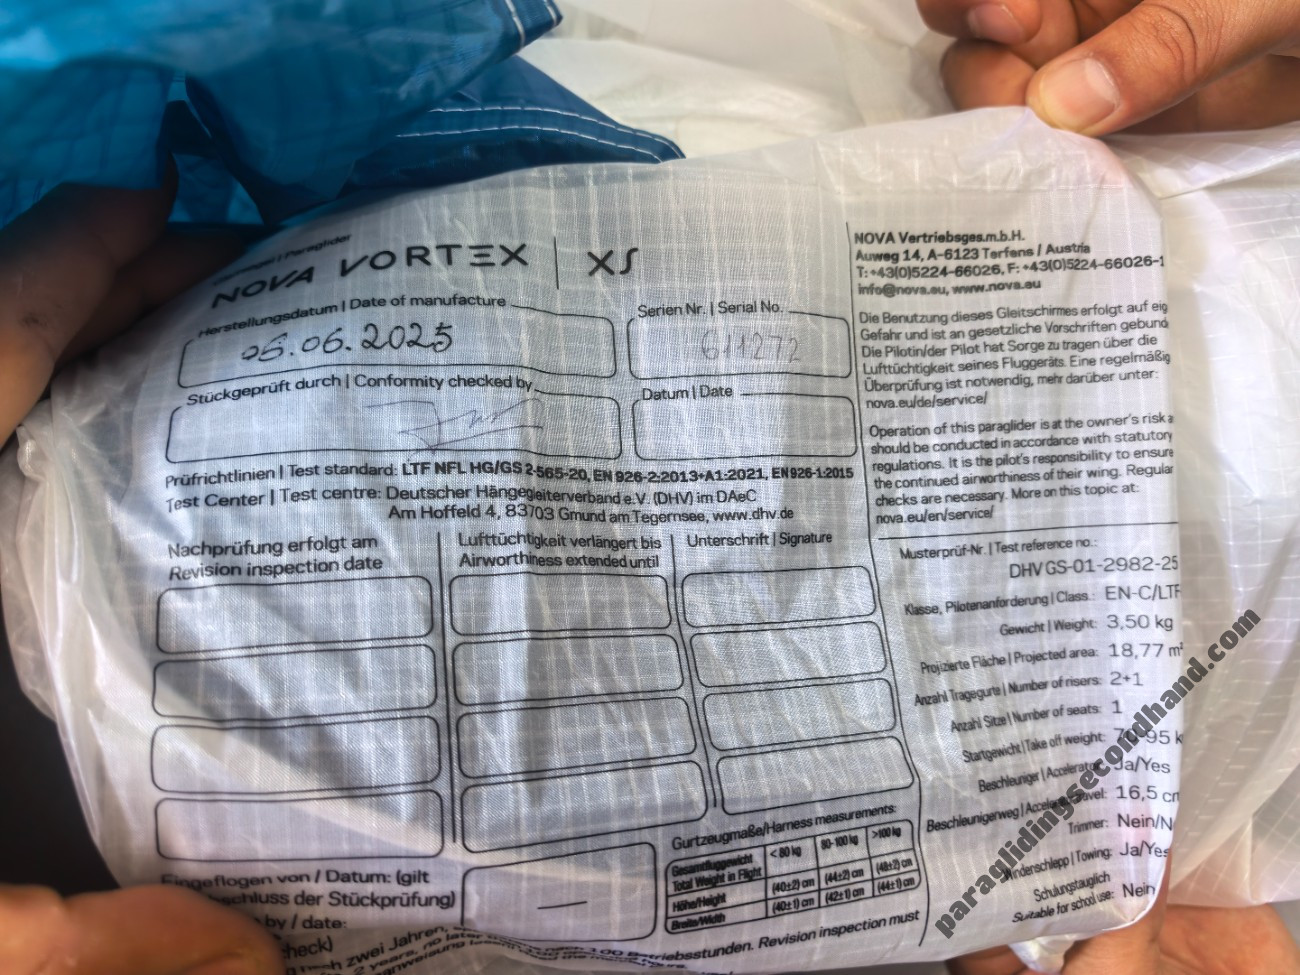 Paraglider
NOVA VORTEX | XS
Herstellungsdatum | Date of manufacture
06.06.2025
Serien Nr. | Serial No.
611272
Stückgeprüft durch | Conformity checked by
Datum | Date
Prüfrichtlinien | Test standard: LTF NFL HG/GS 2-565-20, EN 926-2:2013+A1:2021, EN 926-1:2015
Test Center | Test centre: Deutscher Hängegleiterverband e.V. (DHV) im DAeC
Am Hoffeld 4, 83703 Gmund am Tegernsee, www.dhv.de
Nachprüfung erfolgt am
Revision inspection date
Lufttüchtigkeit verlängert bis
Airworthiness extended until
Unterschrift | Signature
Gurtzeugmaße/Harness measurements:
Gesamtfluggewicht
Total Weight in Flight
< 80 kg
80-100 kg
>100 kg
Höhe/Height
(40±2) cm
(44±2) cm
(48±2) cm
Breite/Width
(40±1) cm
(42±1) cm
(44±1) cm
Eingeflogen von / Datum: (gilt
schluss der Stückprüfung)
by / date:
check)
nach zwei Jahren,
Betriebsstunden. Revision inspection must
2 years, no later
NOVA Vertriebsges.m.b.H.
Auweg 14, A-6123 Terfens / Austria
T: +43(0)5224-66026, F: +43(0)5224-66026-1
info@nova.eu, www.nova.eu
Die Benutzung dieses Gleitschirmes erfolgt auf eig
Gefahr und ist an gesetzliche Vorschriften gebund
Die Pilotin/der Pilot hat Sorge zu tragen über die
Lufttüchtigkeit seines Fluggeräts. Eine regelmäßig
Überprüfung ist notwendig, mehr darüber unter:
nova.eu/de/service/
Operation of this paraglider is at the owner's risk a
should be conducted in accordance with statutory
regulations. It is the pilot's responsibility to ensure
the continued airworthiness of their wing. Regular
checks are necessary. More on this topic at:
nova.eu/en/service/
Musterprüf-Nr. | Test reference no.:
DHV GS-01-2982-25
Klasse, Pilotenanforderung | Class.: EN-C/LTF
Gewicht | Weight: 3,50 kg
Projizierte Fläche | Projected area: 18,77 m²
Anzahl Tragegurte | Number of risers: 2+1
Anzahl Sitze | Number of seats: 1
Startgewicht | Take off weight: 95 k
Beschleuniger | Accelerator: Ja/Yes
Beschleunigerweg | 16,5 cm
Trimmer: Nein/N
Windenschlepp | Towing: Ja/Yes
Schulungstauglich
Suitable for school use: Nein
paraglidingsecondhand.com